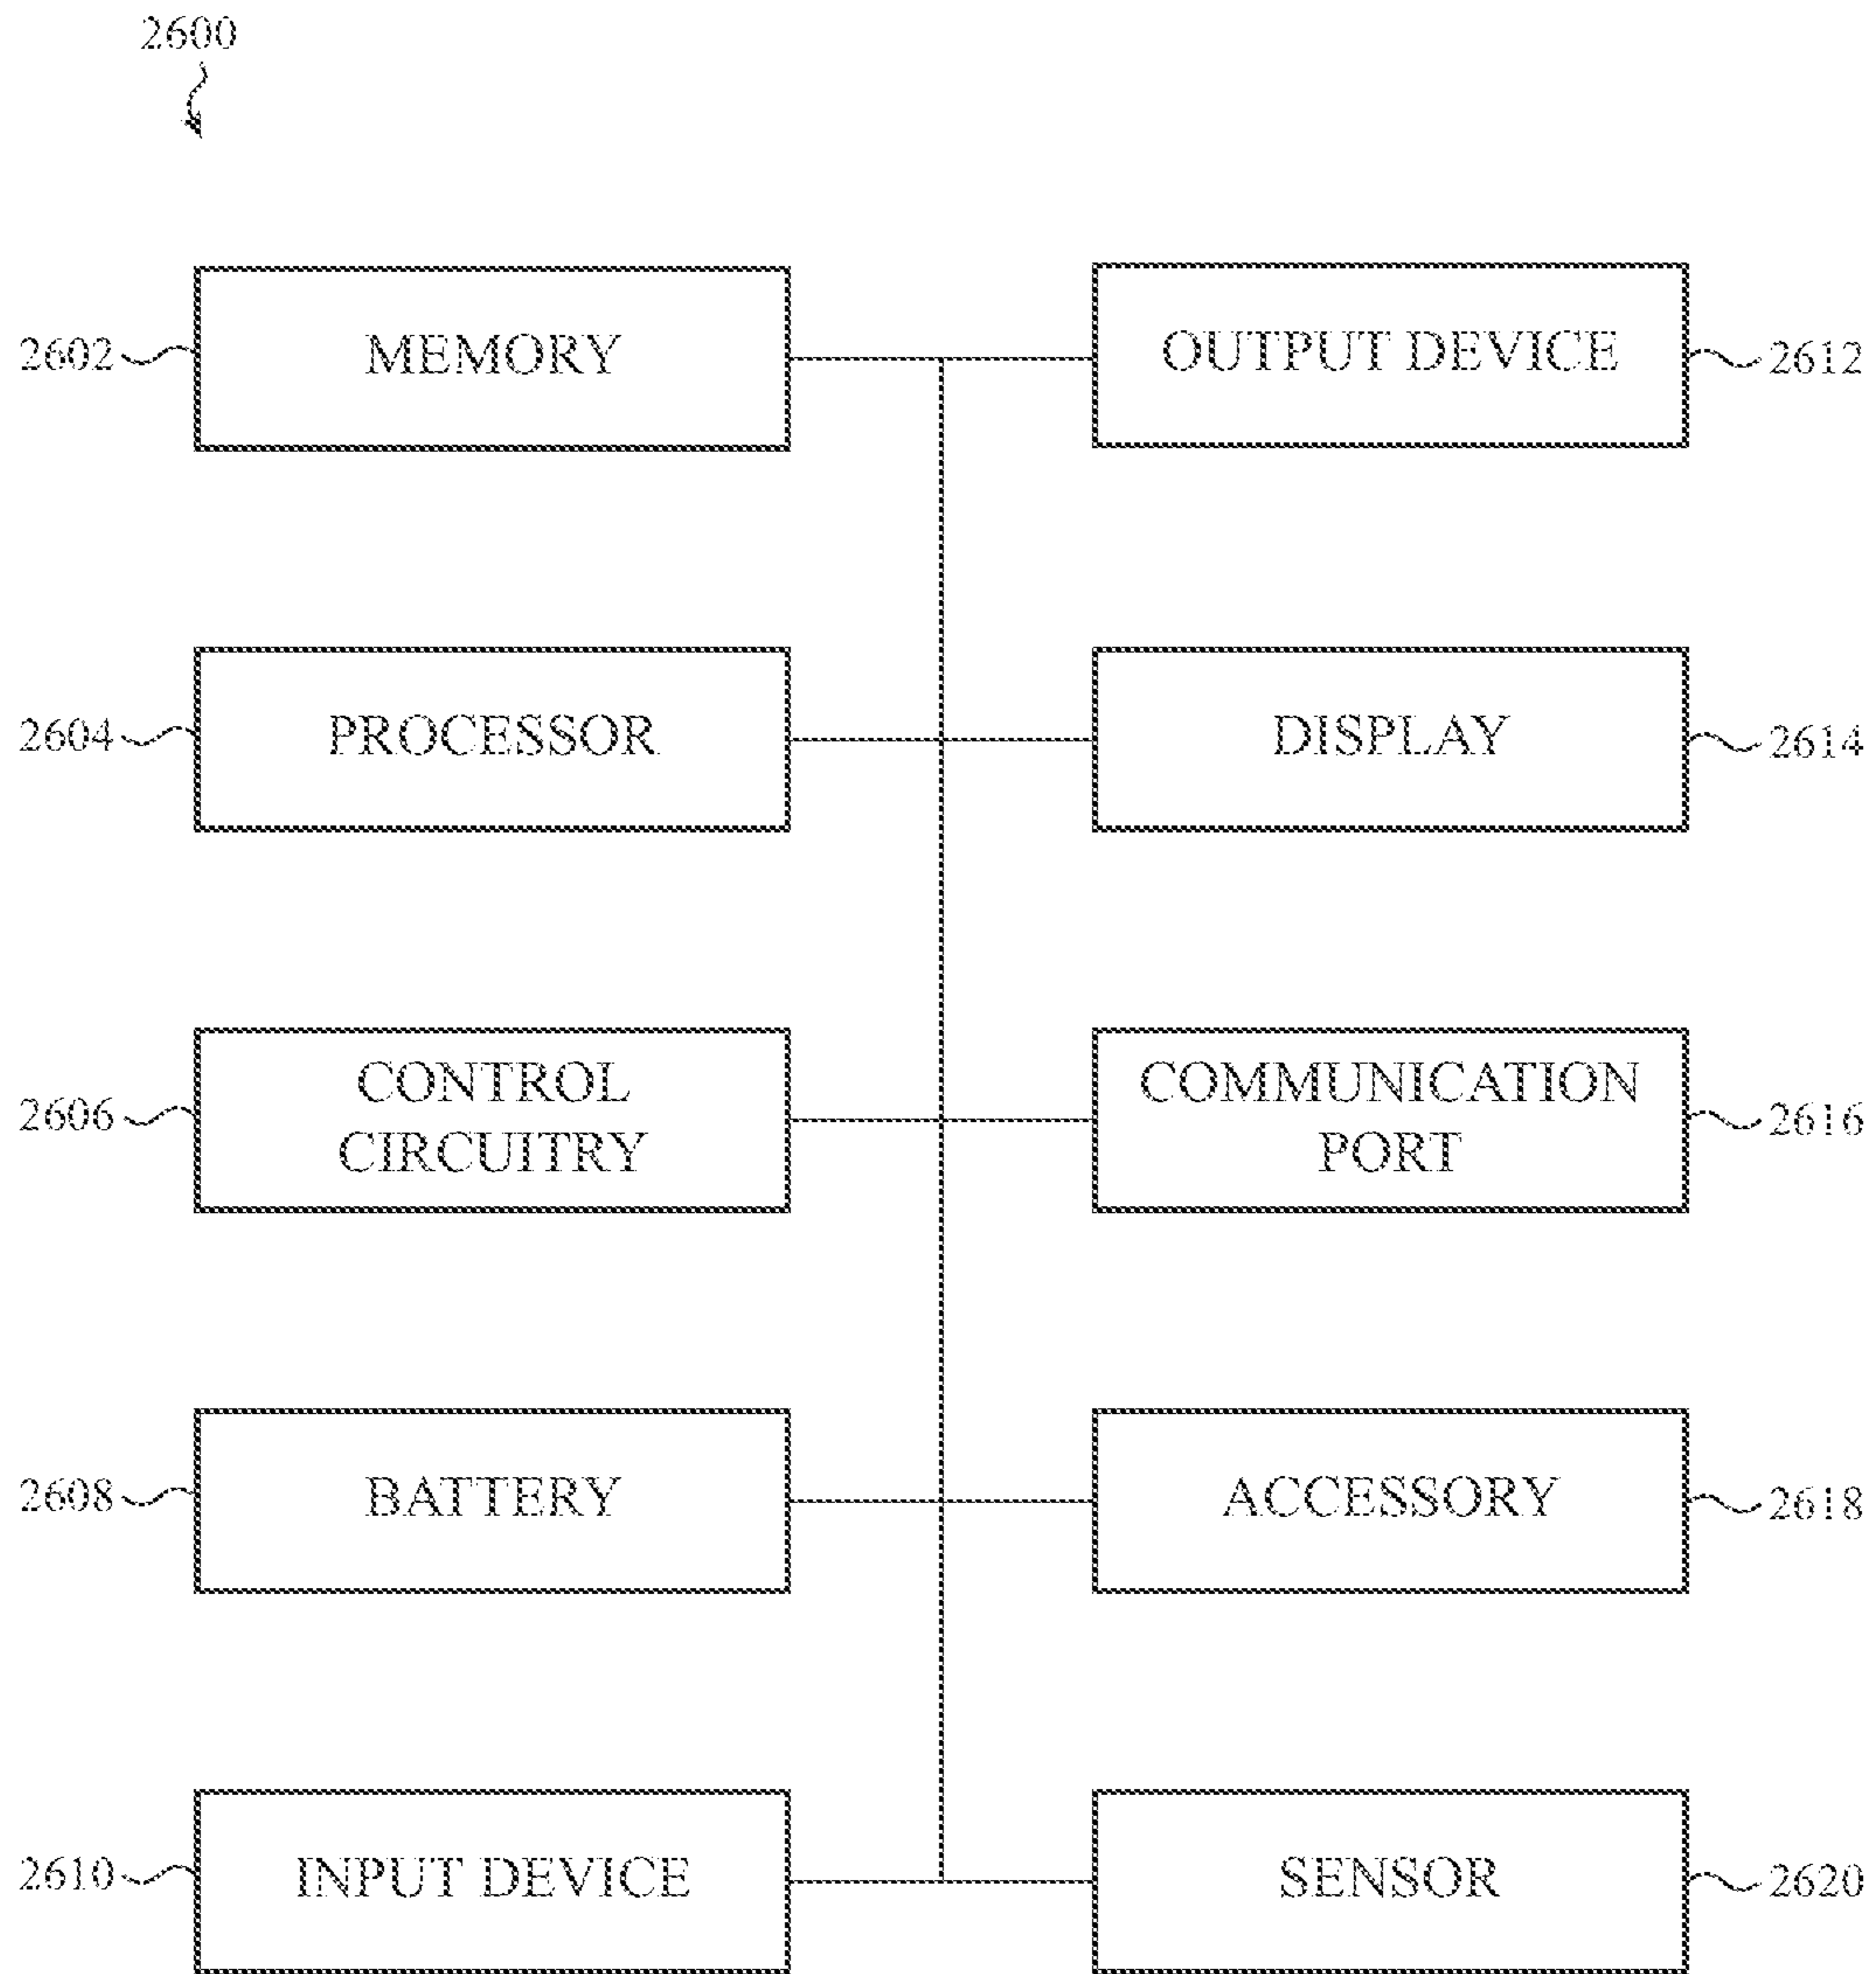 2600
2602 MEMORY
OUTPUT DEVICE 2612
2604 PROCESSOR
DISPLAY 2614
2606 CONTROL
CIRCUITRY
COMMUNICATION
PORT 2616
2608 BATTERY
ACCESSORY 2618
2610 INPUT DEVICE
SENSOR 2620